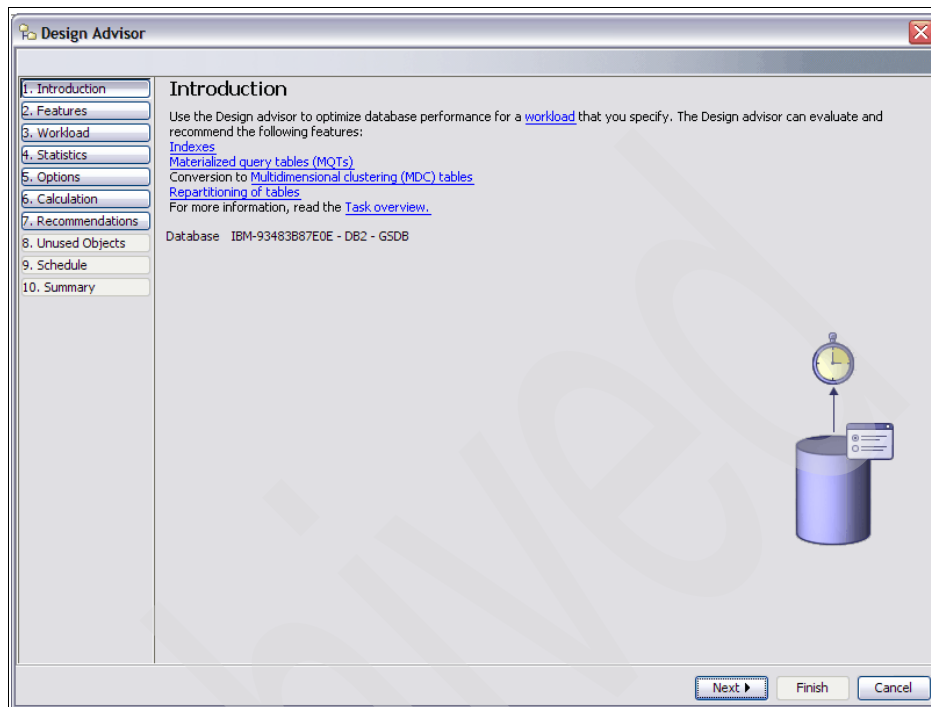 Design Advisor
1. Introduction
2. Features
3. Workload
4. Statistics
5. Options
6. Calculation
7. Recommendations
8. Unused Objects
9. Schedule
10. Summary
Introduction
Use the Design advisor to optimize database performance for a workload that you specify. The Design advisor can evaluate and
recommend the following features:
Indexes
Materialized query tables (MQTs)
Conversion to Multidimensional clustering (MDC) tables
Repartitioning of tables
For more information, read the Task overview.
Database IBM-93483B87E0E - DB2 - GSDB
Next
Finish
Cancel